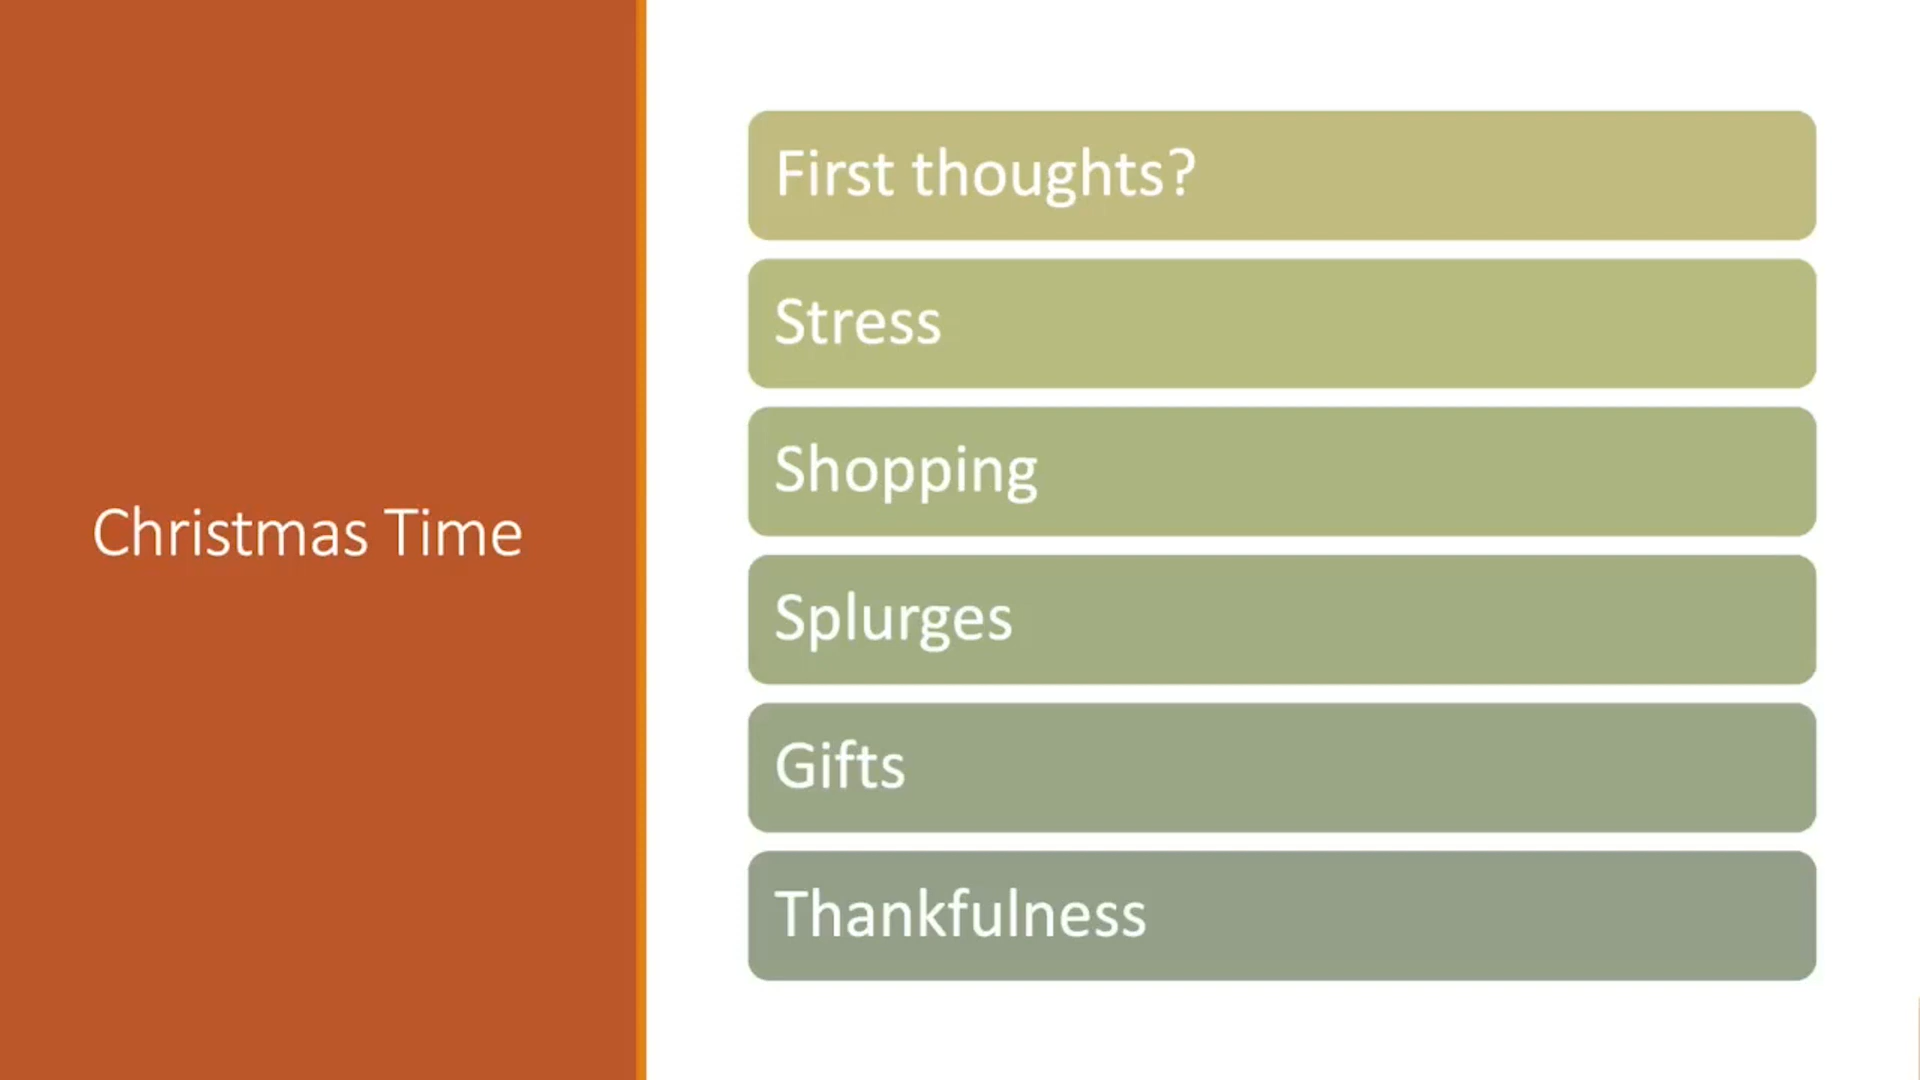 Christmas Time
First thoughts?
Stress
Shopping
Splurges
Gifts
Thankfulness